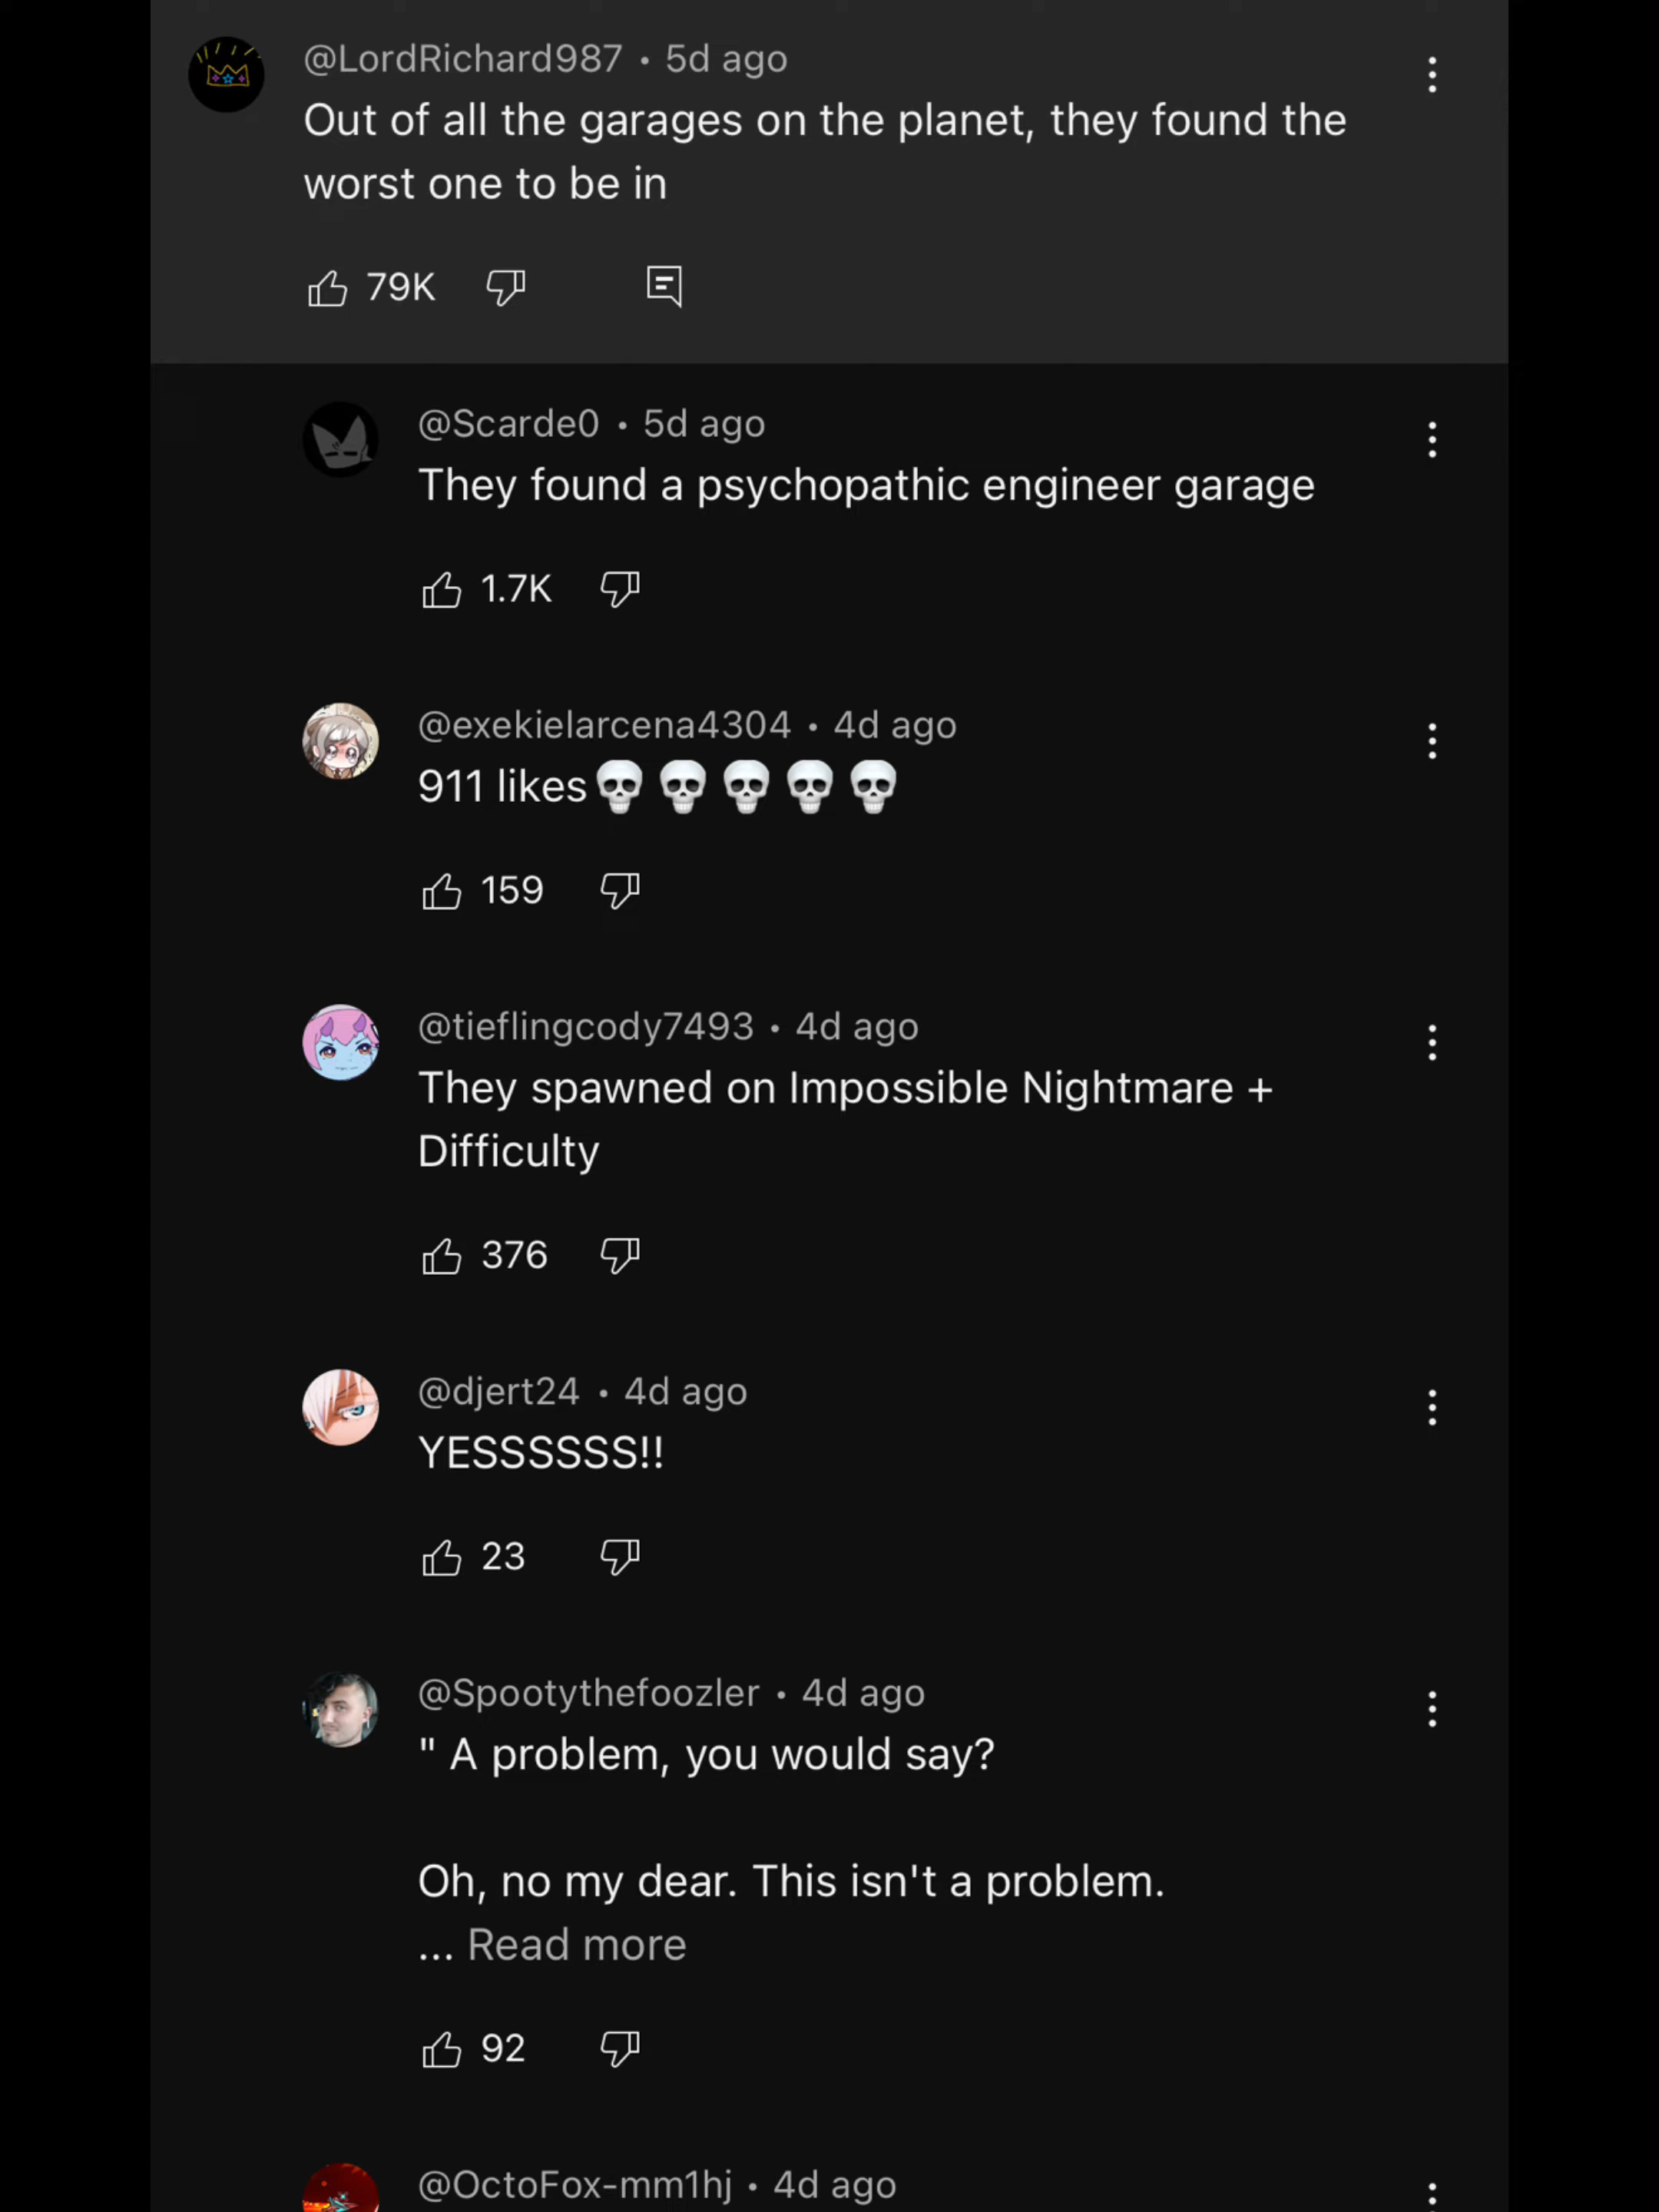 @LordRichard987 • 5d ago
Out of all the garages on the planet, they found the
worst one to be in
79K
@Scarde0 • 5d ago
They found a psychopathic engineer garage
1.7K
@exekielarcena4304 • 4d ago
911 likes💀💀💀💀💀
159
@tieflingcody7493 • 4d ago
They spawned on Impossible Nightmare +
Difficulty
376
@djert24 • 4d ago
YESSSSSS!!
23
@Spootythefoozler • 4d ago
" A problem, you would say?
Oh, no my dear. This isn't a problem.
... Read more
92
@OctoFox-mm1hj • 4d ago